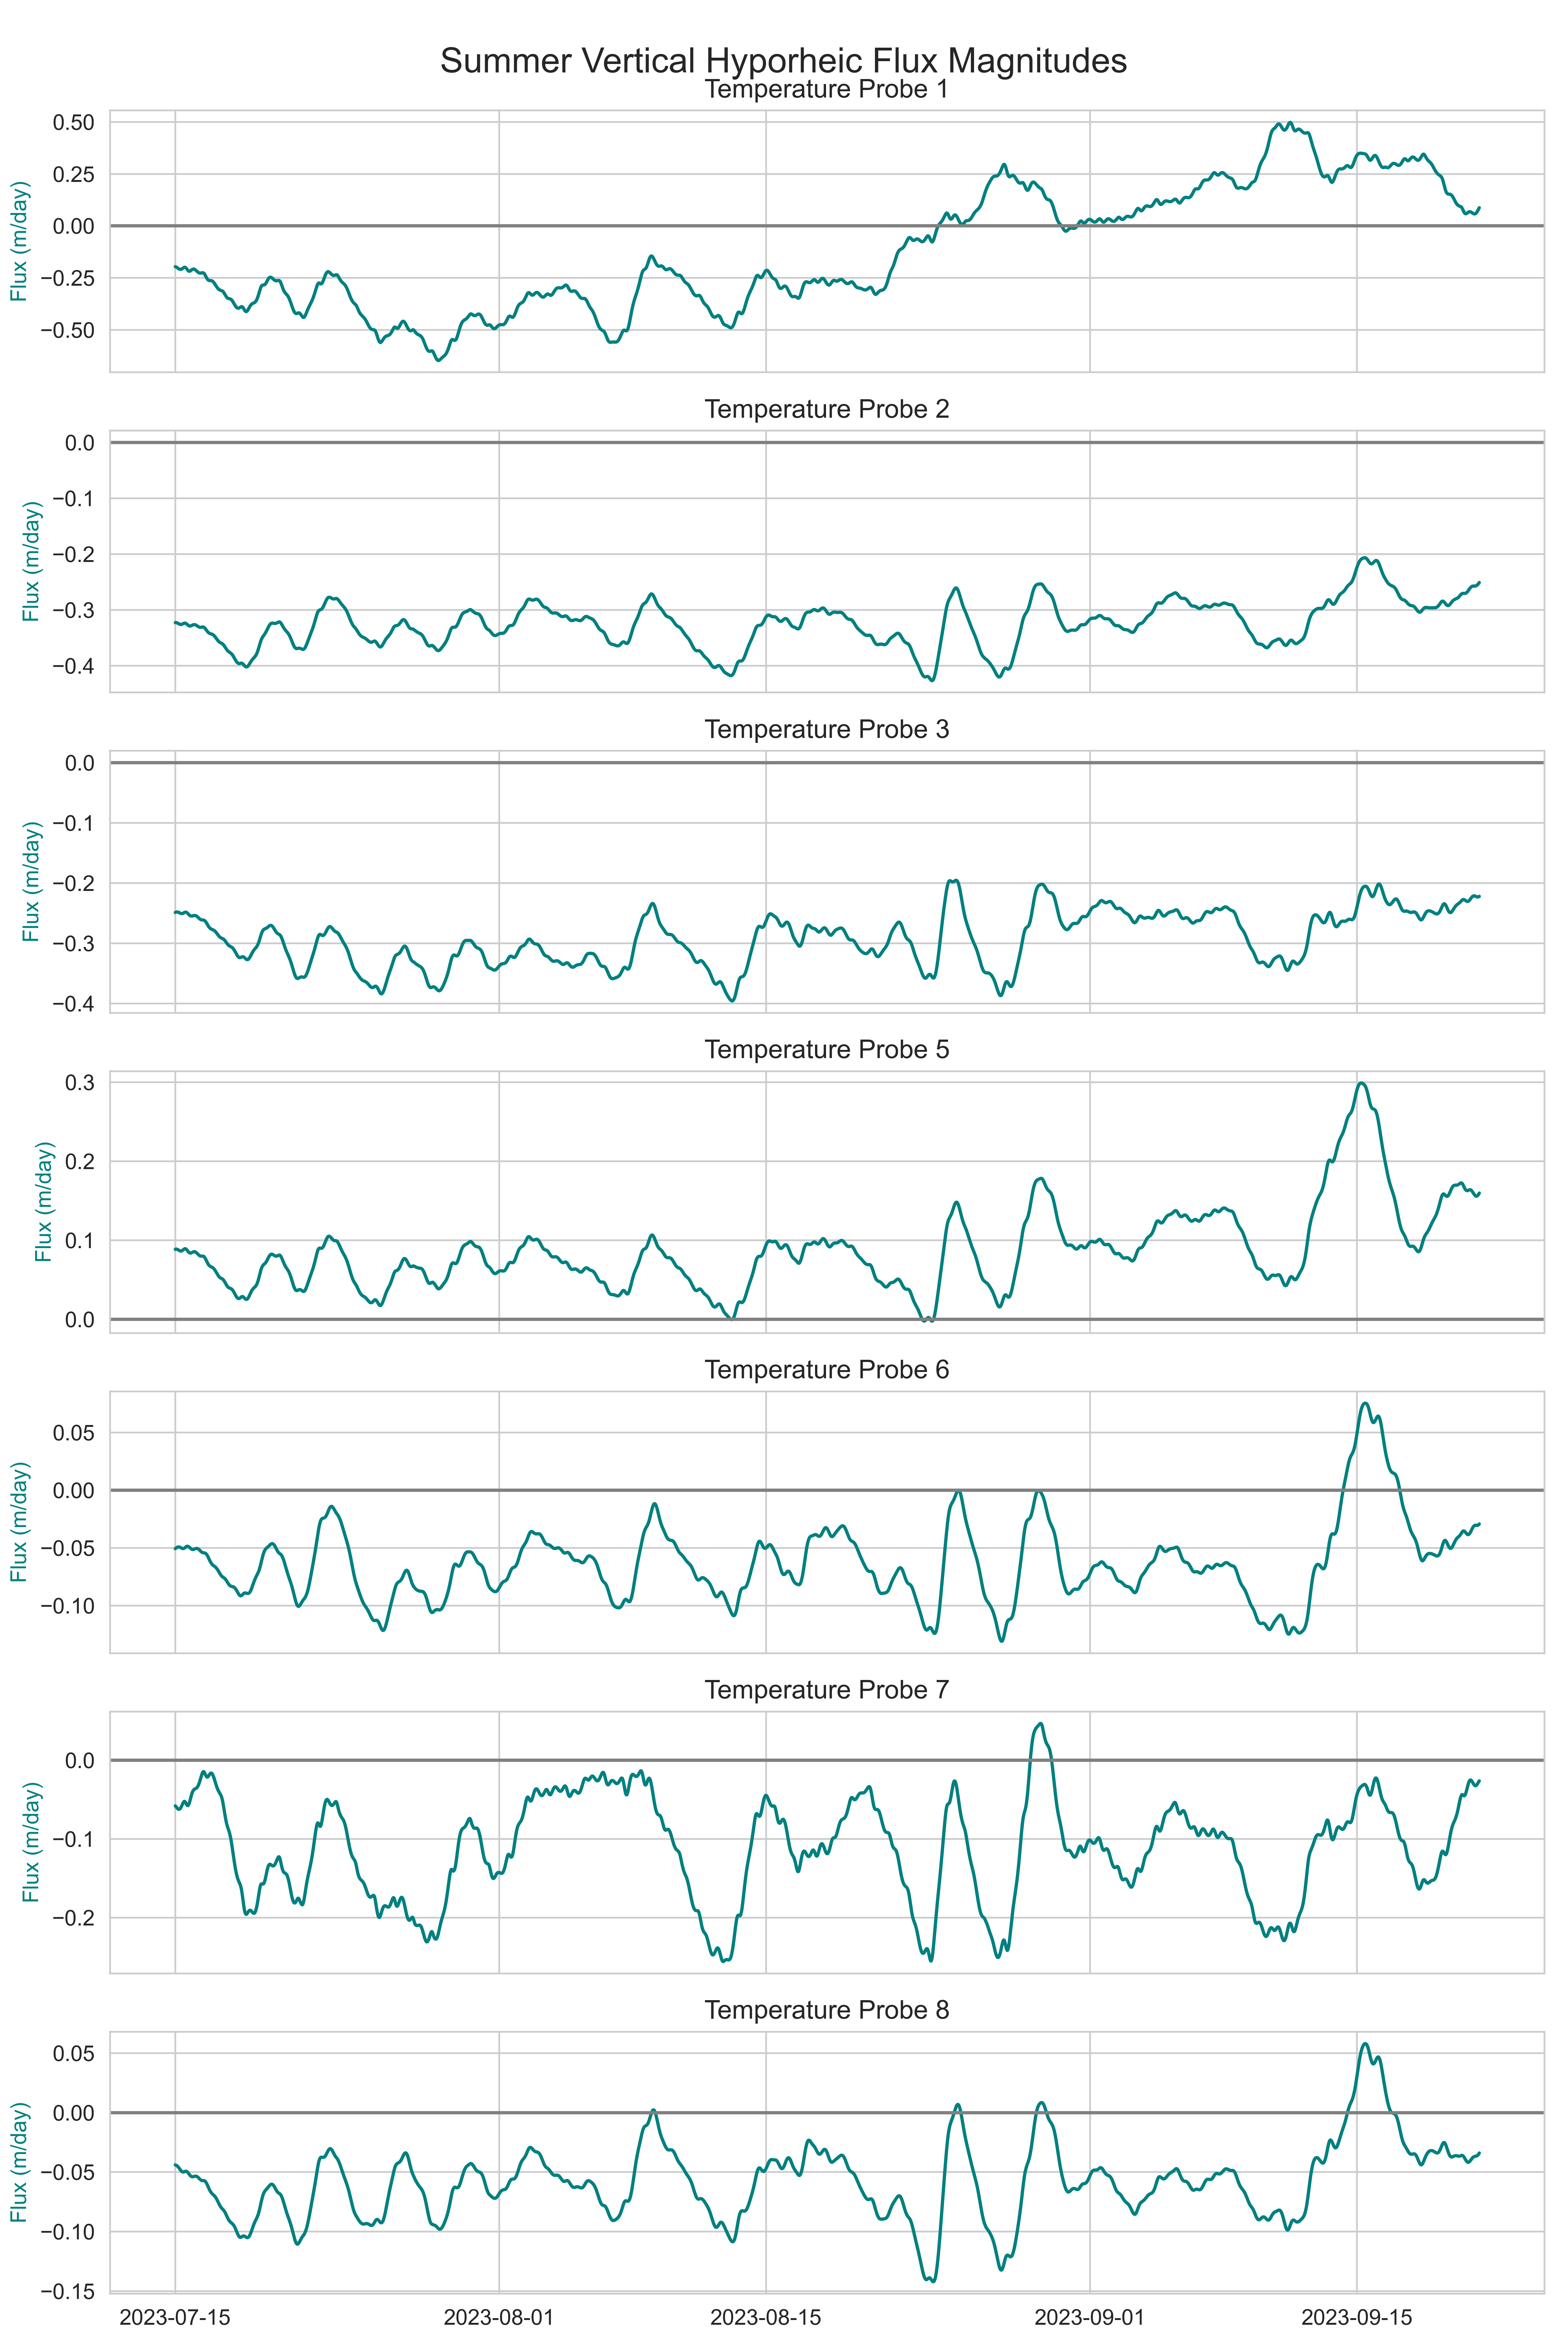 Summer Vertical Hyporheic Flux Magnitudes
Temperature Probe 1
Flux (m/day)
0.50
0.25
0.00
−0.25
−0.50
Temperature Probe 2
Flux (m/day)
0.0
−0.1
−0.2
−0.3
−0.4
Temperature Probe 3
Flux (m/day)
0.0
−0.1
−0.2
−0.3
−0.4
Temperature Probe 5
Flux (m/day)
0.3
0.2
0.1
0.0
Temperature Probe 6
Flux (m/day)
0.05
0.00
−0.05
−0.10
Temperature Probe 7
Flux (m/day)
0.0
−0.1
−0.2
Temperature Probe 8
Flux (m/day)
0.05
0.00
−0.05
−0.10
−0.15
2023-07-15 2023-08-01 2023-08-15 2023-09-01 2023-09-15